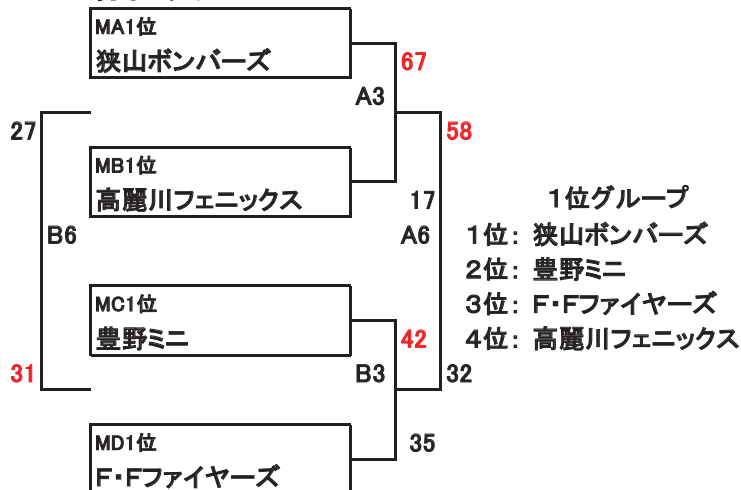 MA1位
狭山ボンバーズ
67
A3
27
58
MB1位
高麗川フェニックス
17
1位グループ
B6
A6
1位： 狭山ボンバーズ
2位： 豊野ミニ
MC1位
3位： F・Fファイヤーズ
豊野ミニ
42
4位： 高麗川フェニックス
31
B3
32
MD1位
35
F・Fファイヤーズ